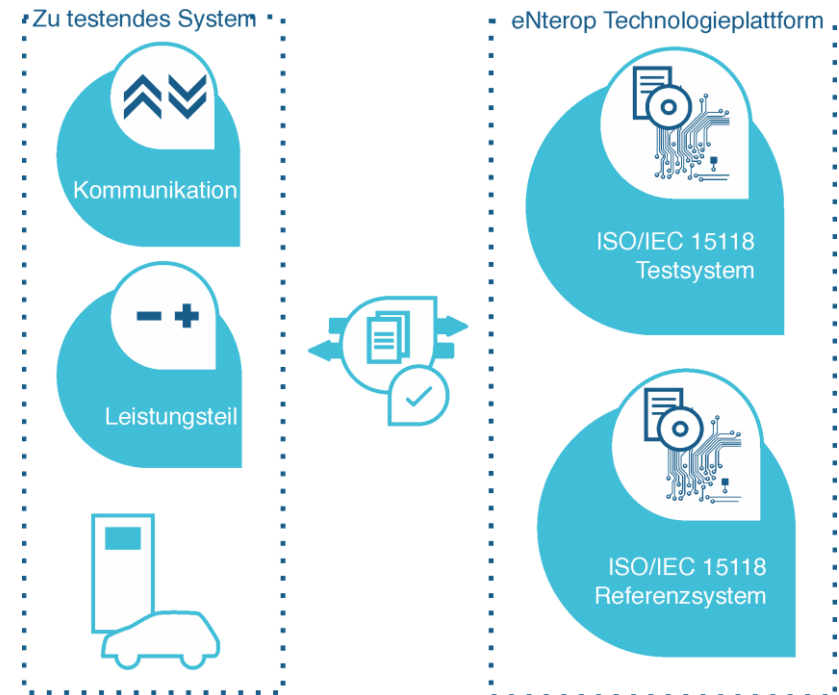 Zu testendes System
Kommunikation
Leistungsteil
eNterop Technologieplattform
ISO/IEC 15118
Testsystem
ISO/IEC 15118
Referenzsystem